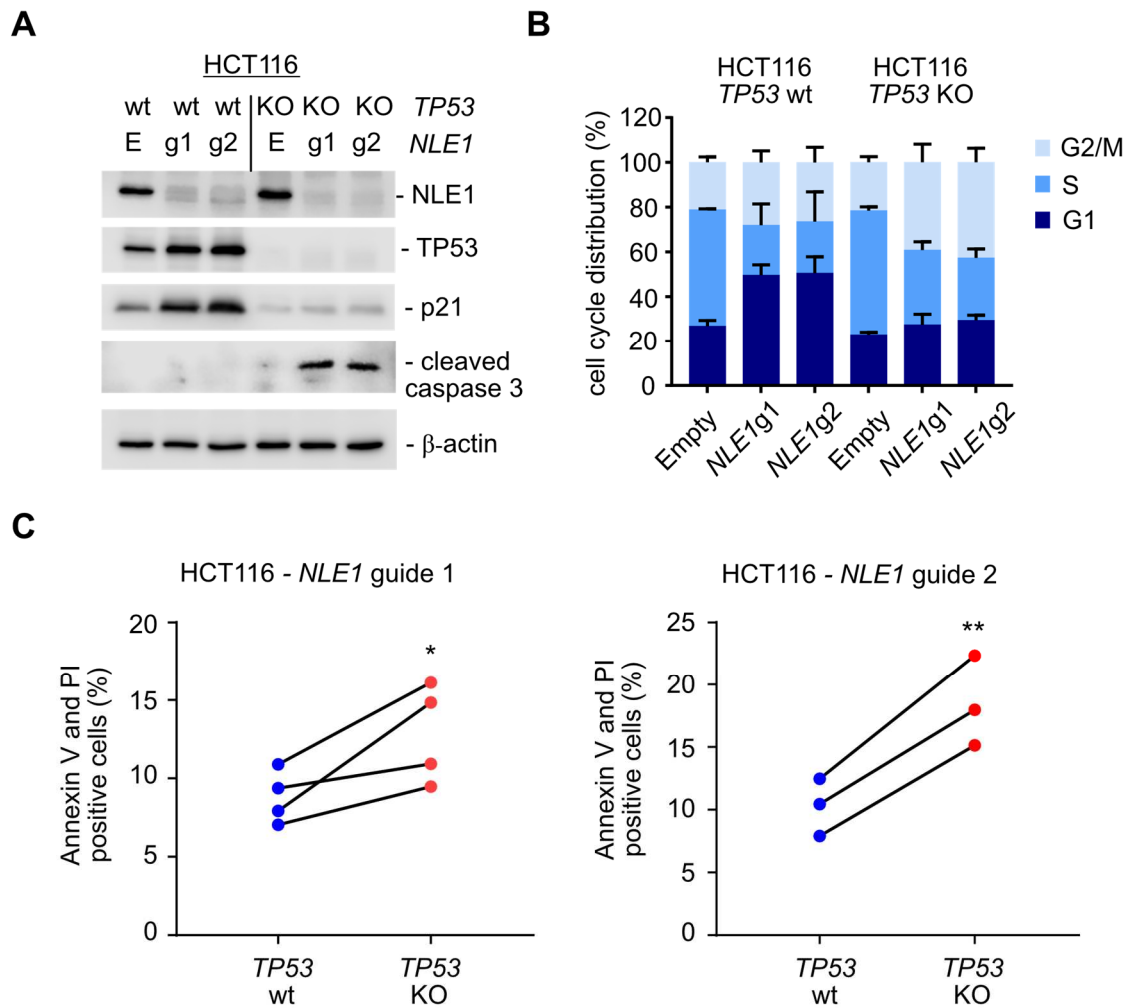 A
HCT116
wt wt wt KO KO KO TP53
E g1 g2 E g1 g2 NLE1
- NLE1
- TP53
- p21
- cleaved
caspase 3
- β-actin
B
HCT116
TP53 wt
HCT116
TP53 KO
cell cycle distribution (%)
120
100
80
60
40
20
0
G2/M
S
G1
Empty
NLE1g1
NLE1g2
Empty
NLE1g1
NLE1g2
C
HCT116 - NLE1 guide 1
Annexin V and PI
positive cells (%)
20
15
10
5
0
*
TP53
wt
TP53
KO
HCT116 - NLE1 guide 2
Annexin V and PI
positive cells (%)
25
20
15
10
5
0
**
TP53
wt
TP53
KO